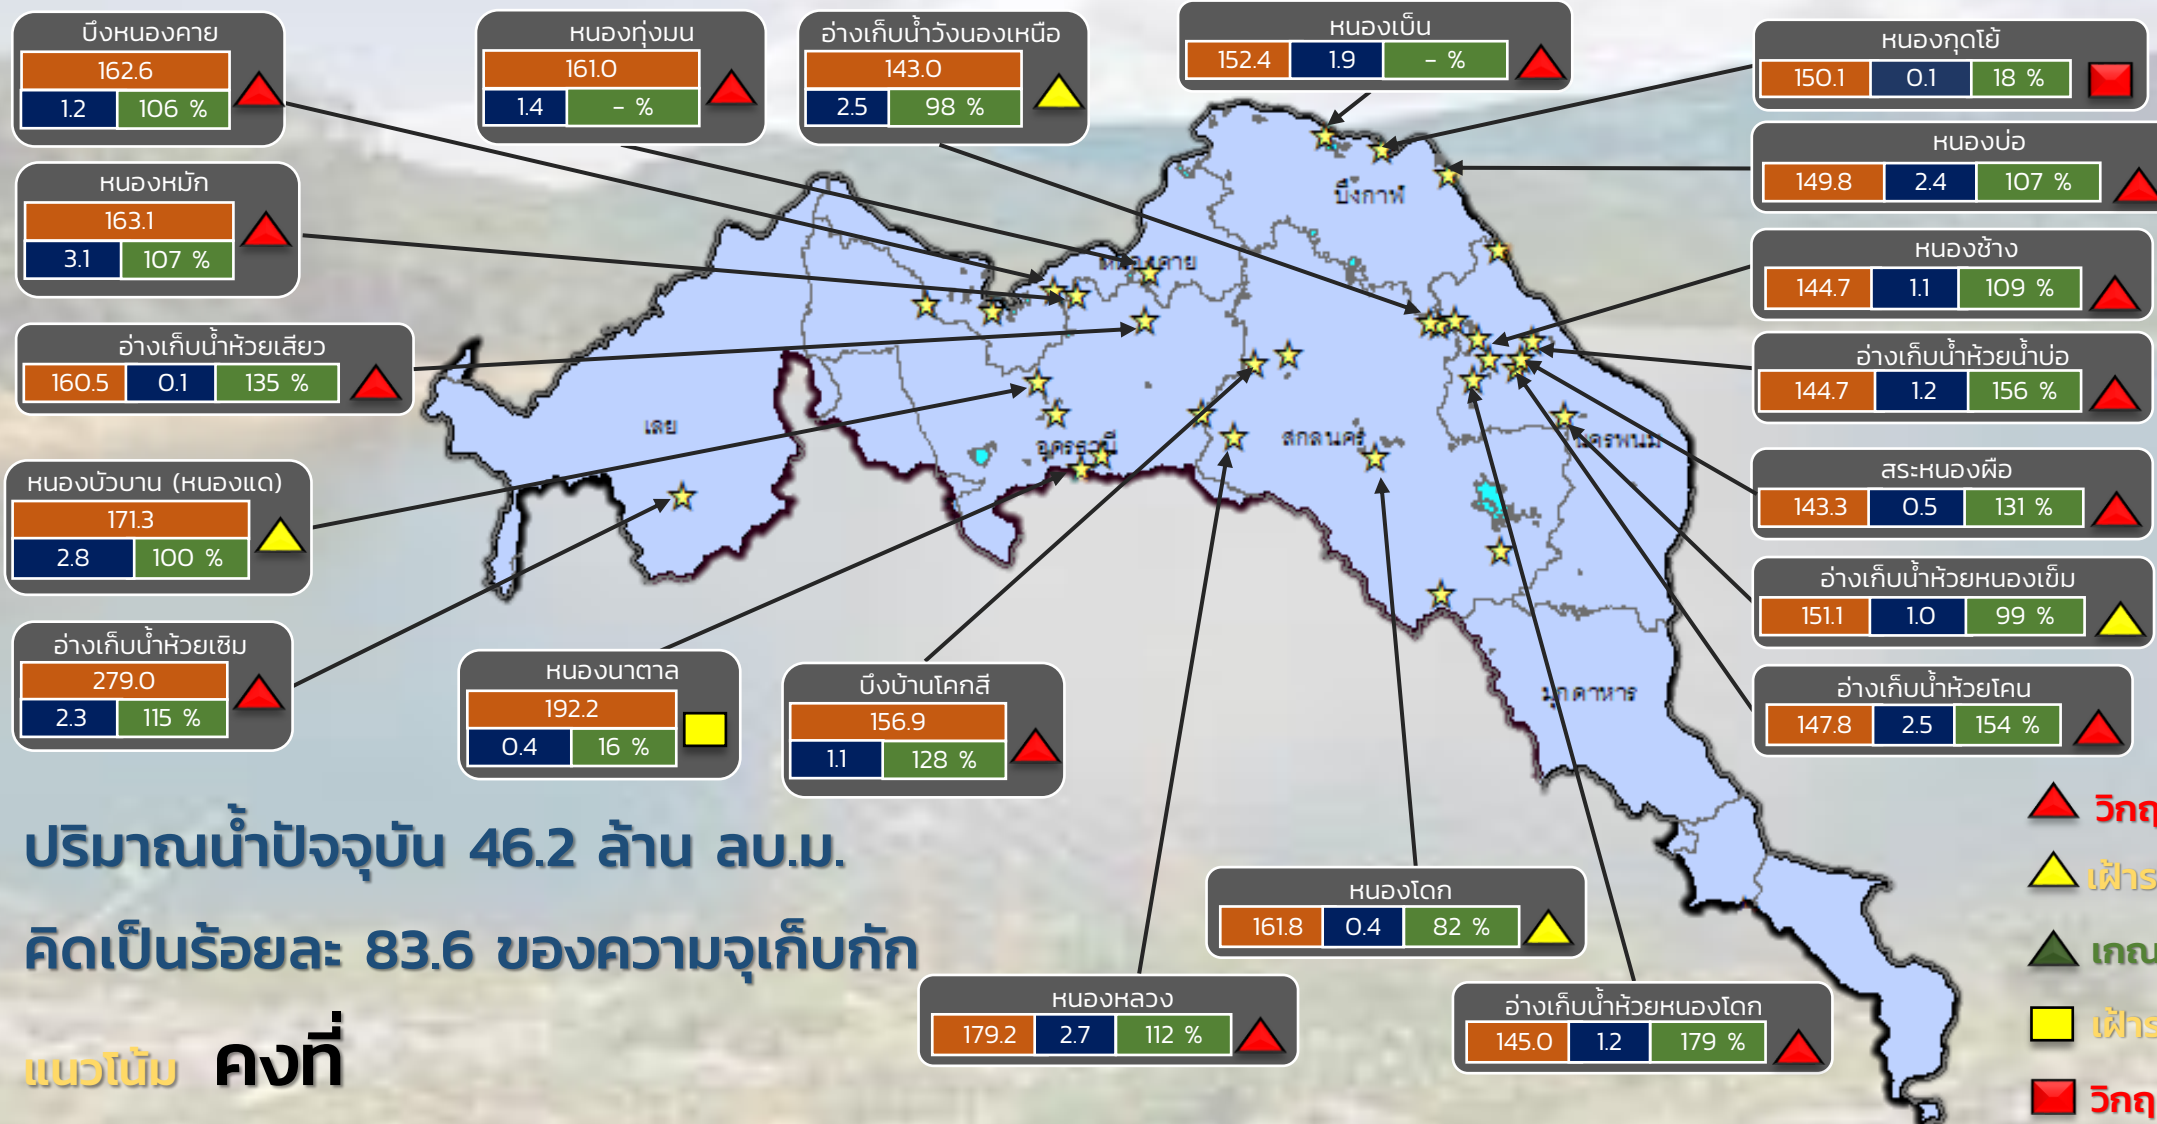 บึงหนองคาย
162.6
1.2 106 %
หนองทุ่งมน
161.0
1.4 - %
อ่างเก็บน้ำวังนองเหนือ
143.0
2.5 98 %
หนองเบ็น
152.4 1.9 - %
หนองกุดโย้
150.1 0.1 18 %
หนองบ่อ
149.8 2.4 107 %
หนองหมัก
163.1
3.1 107 %
หนองช้าง
144.7 1.1 109 %
อ่างเก็บน้ำห้วยเสียว
160.5 0.1 135 %
อ่างเก็บน้ำห้วยน้ำบ่อ
144.7 1.2 156 %
บึงกาฬ
เลย
อุดรธานี
สกลนคร
นครพนม
มุกดาหาร
หนองบัวบาน (หนองแด)
171.3
2.8 100 %
สระหนองผือ
143.3 0.5 131 %
อ่างเก็บน้ำห้วยหนองเข็ม
151.1 1.0 99 %
อ่างเก็บน้ำห้วยเซิม
279.0
2.3 115 %
หนองนาตาล
192.2
0.4 16 %
บึงบ้านโคกสี
156.9
1.1 128 %
อ่างเก็บน้ำห้วยโคน
147.8 2.5 154 %
ปริมาณน้ำปัจจุบัน 46.2 ล้าน ลบ.ม.
คิดเป็นร้อยละ 83.6 ของความจุเก็บกัก
แนวโน้ม คงที่
หนองโดก
161.8 0.4 82 %
หนองหลวง
179.2 2.7 112 %
อ่างเก็บน้ำห้วยหนองโดก
145.0 1.2 179 %
วิกฤ
เฝ้าร
เกณ
เฝ้าร
วิกฤ